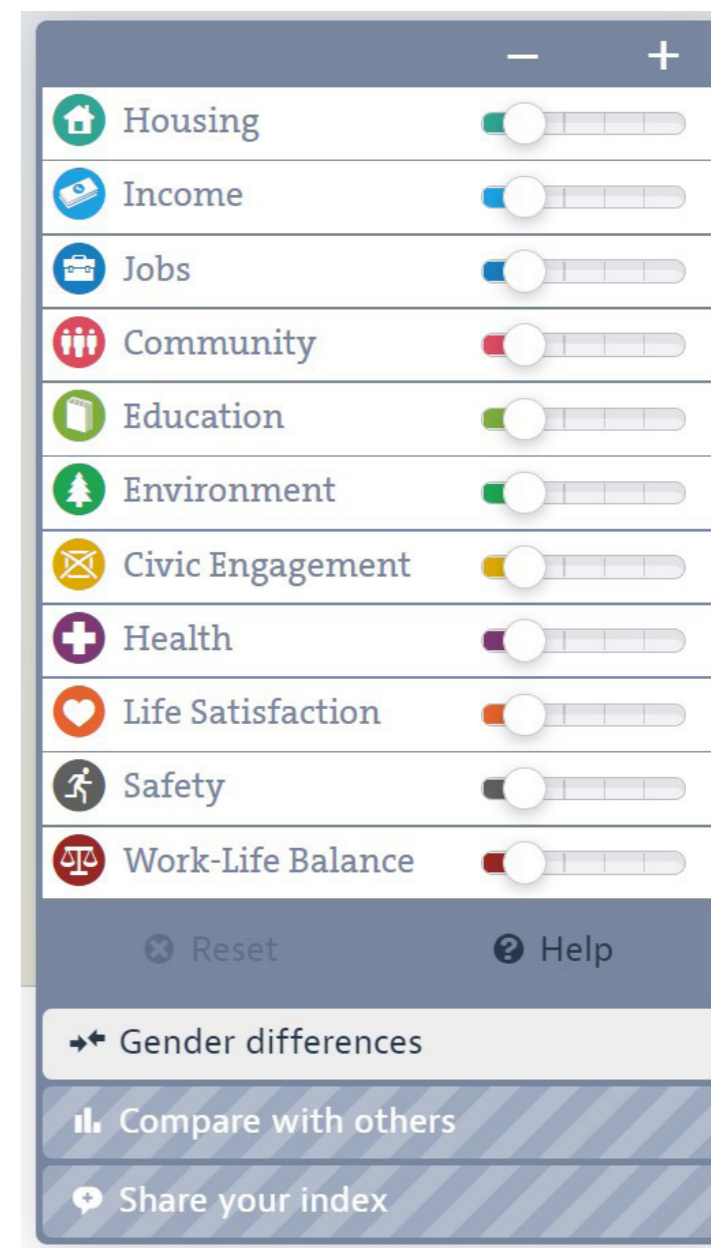 − +
Housing
Income
Jobs
Community
Education
Environment
Civic Engagement
Health
Life Satisfaction
Safety
Work-Life Balance
Reset Help
Gender differences
Compare with others
Share your index